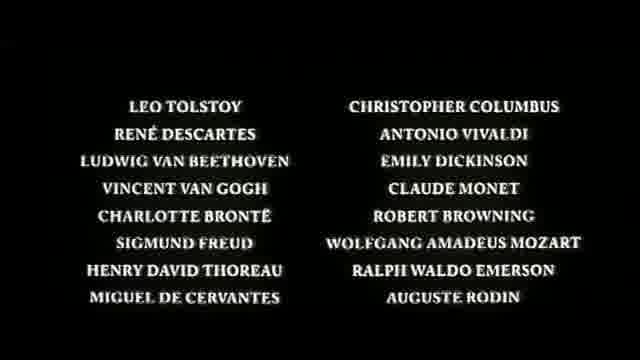 LEO TOLSTOY
RENÉ DESCARTES
LUDWIG VAN BEETHOVEN
VINCENT VAN GOGH
CHARLOTTE BRONTË
SIGMUND FREUD
HENRY DAVID THOREAU
MIGUEL DE CERVANTES
CHRISTOPHER COLUMBUS
ANTONIO VIVALDI
EMILY DICKINSON
CLAUDE MONET
ROBERT BROWNING
WOLFGANG AMADEUS MOZART
RALPH WALDO EMERSON
AUGUSTE RODIN